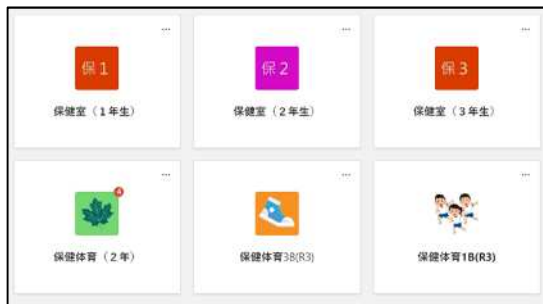 保1
保2
保3
保健室（1年生）
保健室（2年生）
保健室（3年生）
4
保健体育（2年）
保健体育3B(R3)
保健体育1B(R3)